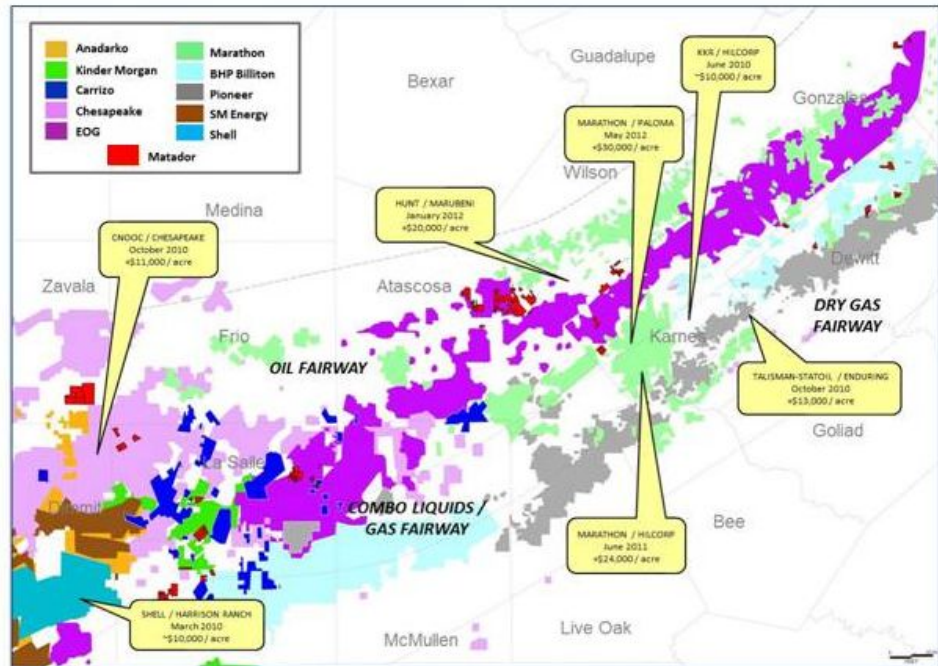 Anadarko
Kinder Morgan
Carrizo
Chesapeake
EOG
Marathon
BHP Billiton
Pioneer
SM Energy
Shell
Matador
Bexar
Guadalupe
KKR / HILCORP
June 2010
~$10,000 / acre
Gonzales
MARATHON / PALOMA
May 2012
+$30,000 / acre
Wilson
Medina
HUNT / MARUBENI
January 2012
+$20,000 / acre
CNOOC / CHESAPEAKE
October 2010
+$11,000 / acre
Zavala
Atascosa
Dewitt
DRY GAS
FAIRWAY
Frio
Karnes
OIL FAIRWAY
TALISMAN-STATOIL / ENDURING
October 2010
+$13,000 / acre
Goliad
La Salle
Dimmit
COMBO LIQUIDS /
GAS FAIRWAY
Bee
MARATHON / HILCORP
June 2011
+$24,000 / acre
SHELL / HARRISON RANCH
March 2010
~$10,000 / acre
McMullen
Live Oak